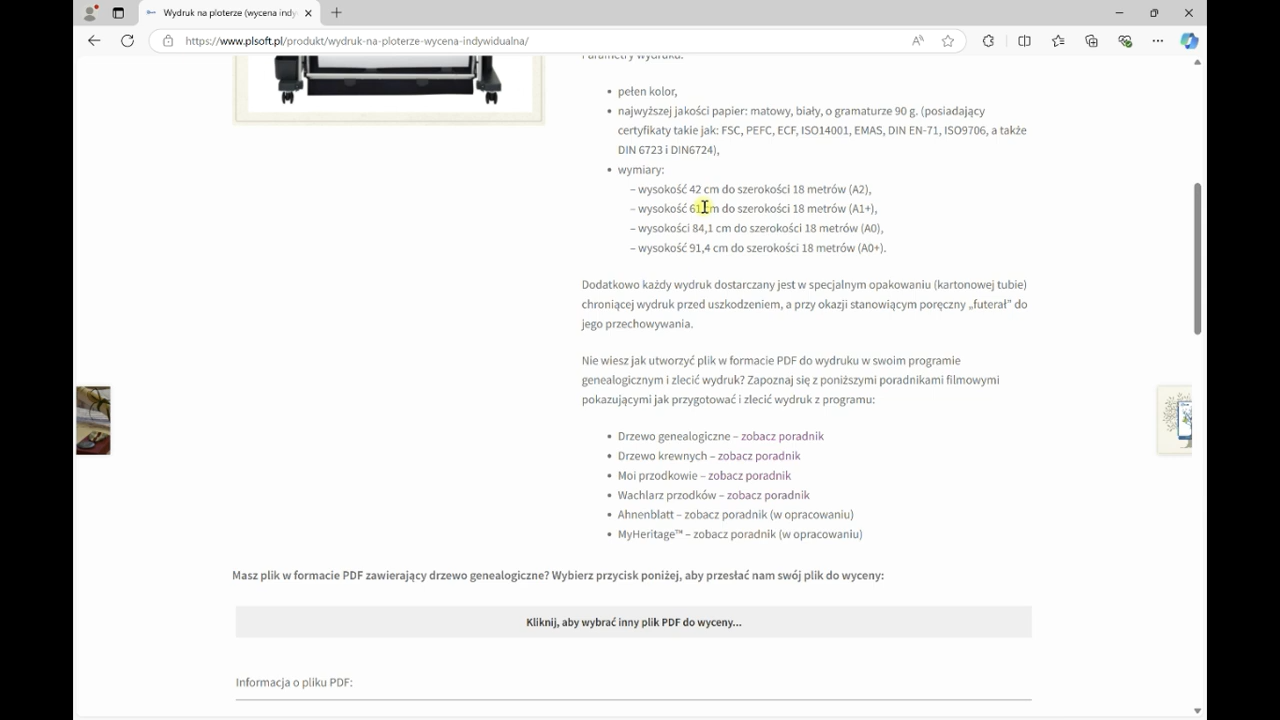 Wydruk na ploterze (wycena indy
https://www.plsoft.pl/produkt/wydruk-na-ploterze-wycena-indywidualna/
Parametry wydruku:
• pełen kolor,
• najwyższej jakości papier: matowy, biały, o gramaturze 90 g. (posiadający
certyfikaty takie jak: FSC, PEFC, ECF, ISO14001, EMAS, DIN EN-71, ISO9706, a także
DIN 6723 i DIN6724),
• wymiary:
– wysokość 42 cm do szerokości 18 metrów (A2),
– wysokość 61 cm do szerokości 18 metrów (A1+),
– wysokości 84,1 cm do szerokości 18 metrów (A0),
– wysokość 91,4 cm do szerokości 18 metrów (A0+).
Dodatkowo każdy wydruk dostarczany jest w specjalnym opakowaniu (kartonowej tubie)
chroniącej wydruk przed uszkodzeniem, a przy okazji stanowiącym poręczny „futerał” do
jego przechowywania.
Nie wiesz jak utworzyć plik w formacie PDF do wydruku w swoim programie
genealogicznym i zlecić wydruk? Zapoznaj się z poniższymi poradnikami filmowymi
pokazującymi jak przygotować i zlecić wydruk z programu:
• Drzewo genealogiczne – zobacz poradnik
• Drzewo krewnych – zobacz poradnik
• Moi przodkowie – zobacz poradnik
• Wachlarz przodków – zobacz poradnik
• Ahnenblatt – zobacz poradnik (w opracowaniu)
• MyHeritage™ – zobacz poradnik (w opracowaniu)
Masz plik w formacie PDF zawierający drzewo genealogiczne? Wybierz przycisk poniżej, aby przesłać nam swój plik do wyceny:
Kliknij, aby wybrać inny plik PDF do wyceny...
Informacja o pliku PDF: